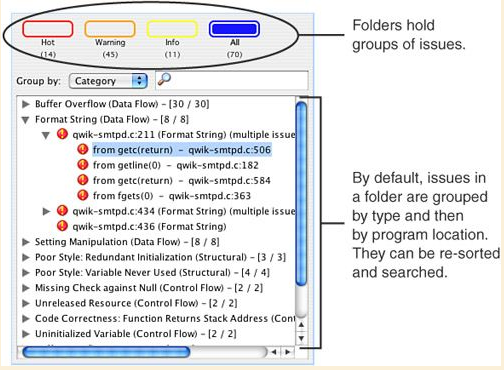 Hot Warning Info All
(14) (45) (11) (70)
Folders hold
groups of issues.
Group by: Category
Buffer Overflow (Data Flow) – [30 / 30]
Format String (Data Flow) – [8 / 8]
qwik-smtpd.c:211 (Format String) (multiple issue
from getc(return) – qwik-smtpd.c:506
from getline(0) – qwik-smtpd.c:182
from getc(return) – qwik-smtpd.c:584
from fgets(0) – qwik-smtpd.c:363
qwik-smtpd.c:434 (Format String) (multiple issue
qwik-smtpd.c:436 (Format String)
Setting Manipulation (Data Flow) – [8 / 8]
Poor Style: Redundant Initialization (Structural) – [3 / 3]
Poor Style: Variable Never Used (Structural) – [4 / 4]
Missing Check against Null (Control Flow) – [2 / 2]
Unreleased Resource (Control Flow) – [2 / 2]
Code Correctness: Function Returns Stack Address (Cont
Uninitialized Variable (Control Flow) – [2 / 2]
By default, issues in
a folder are grouped
by type and then
by program location.
They can be re-sorted
and searched.